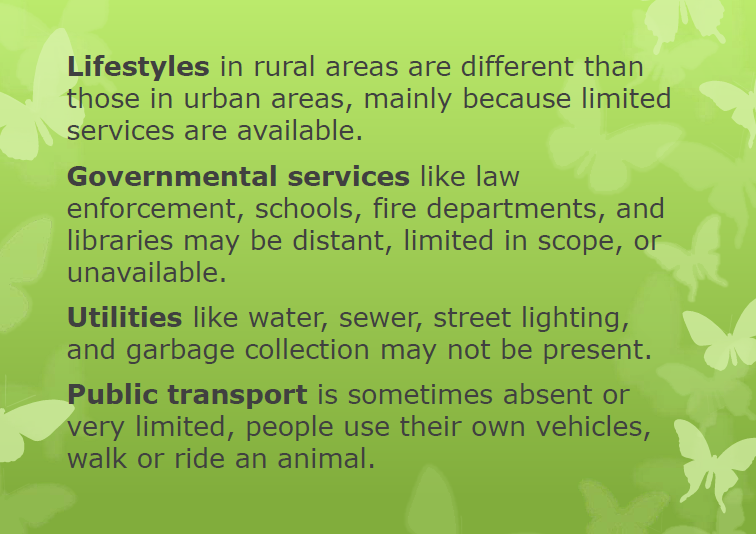 Lifestyles in rural areas are different than
those in urban areas, mainly because limited
services are available.
Governmental services like law
enforcement, schools, fire departments, and
libraries may be distant, limited in scope, or
unavailable.
Utilities like water, sewer, street lighting,
and garbage collection may not be present.
Public transport is sometimes absent or
very limited, people use their own vehicles,
walk or ride an animal.